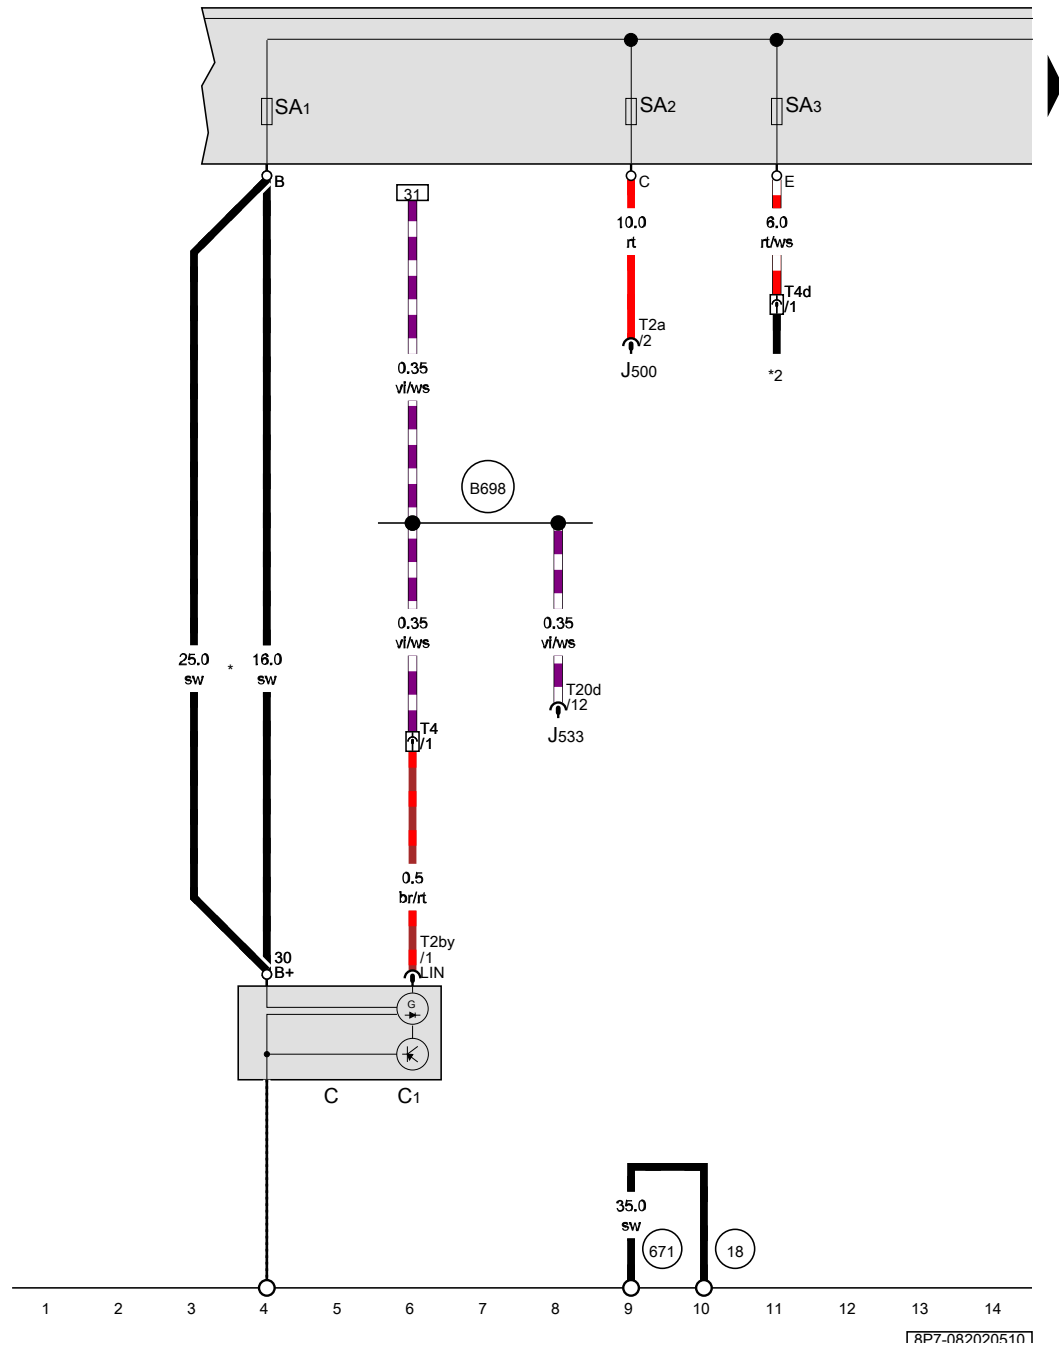 SA1
SA2
SA3
B
C
E
31
10.0
rt
6.0
rt/ws
T4d
/1
T2a
/2
J500
*2
0.35
vi/ws
B698
0.35
vi/ws
0.35
vi/ws
25.0
sw
*
16.0
sw
T20d
/12
J533
T4
/1
0.5
br/rt
T2by
/1
LIN
30
B+
G
C
C1
35.0
sw
671
18
1 2 3 4 5 6 7 8 9 10 11 12 13 14
8P7-082020510